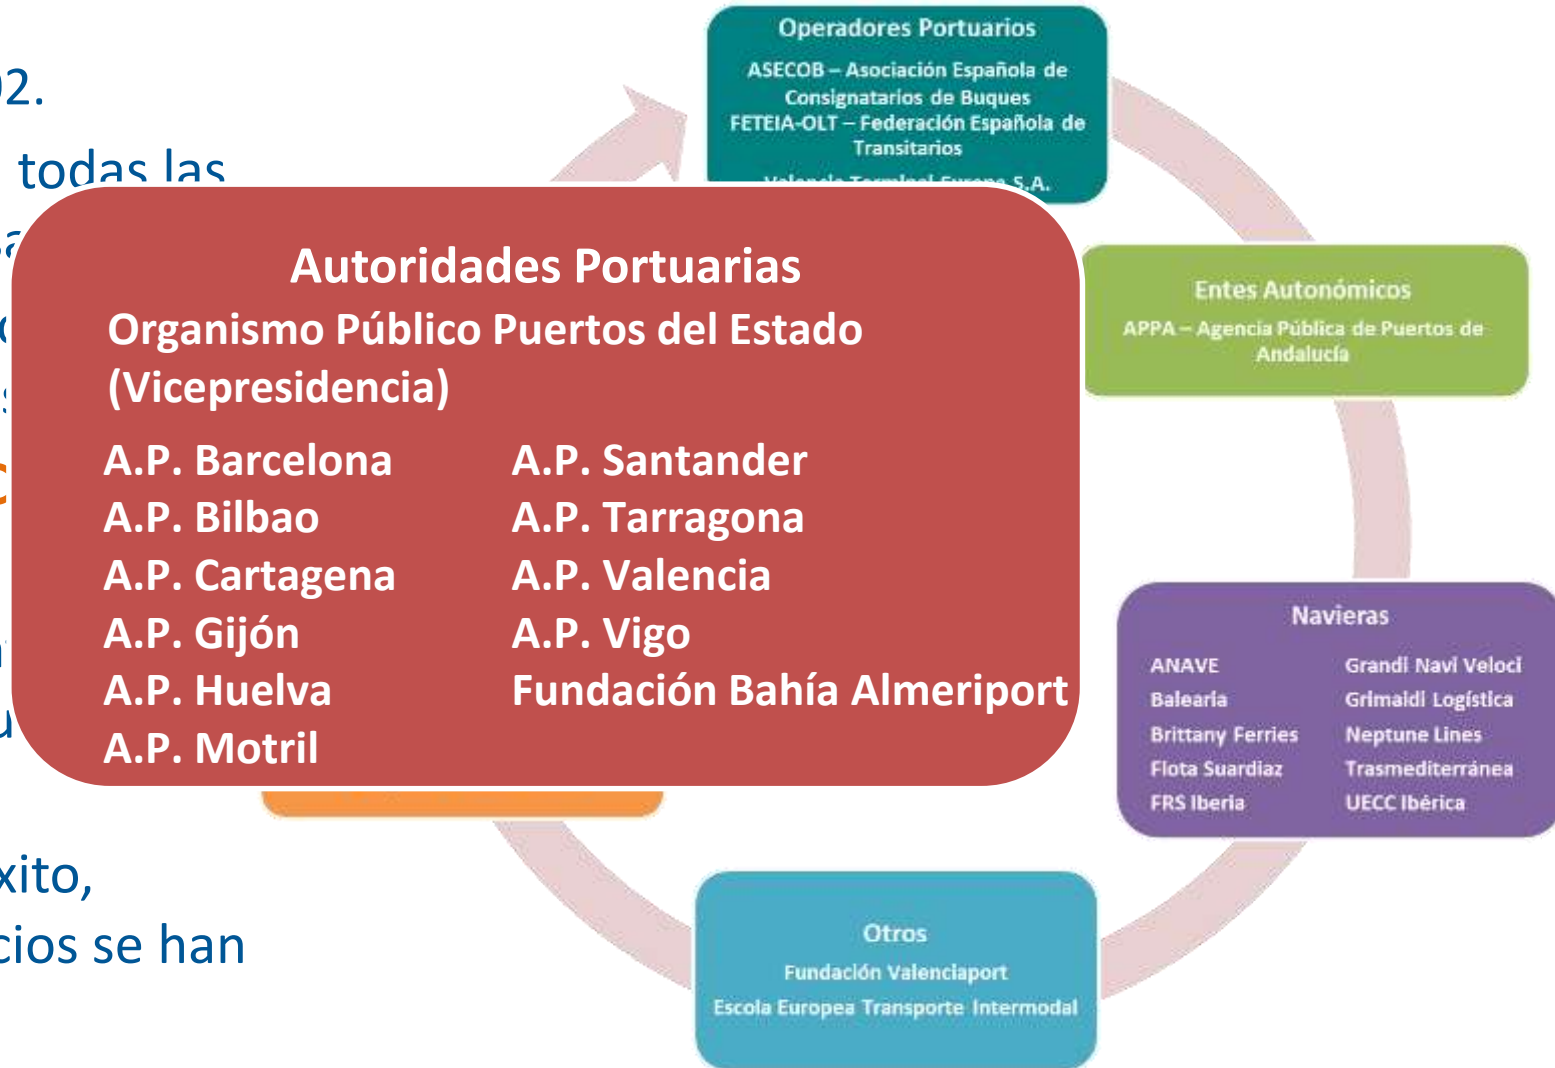 02.
todas las
Operadores Portuarios
ASECOB – Asociación Española de
Consignatarios de Buques
FETEIA-OLT – Federación Española de
Transitarios
Valencia Terminal Europa S.A.
Autoridades Portuarias
Organismo Público Puertos del Estado
(Vicepresidencia)
A.P. Barcelona
A.P. Bilbao
A.P. Cartagena
A.P. Gijón
A.P. Huelva
A.P. Motril
A.P. Santander
A.P. Tarragona
A.P. Valencia
A.P. Vigo
Fundación Bahía Almeriport
Entes Autonómicos
APPA – Agencia Pública de Puertos de
Andalucía
Navieras
ANAVE
Balearia
Brittany Ferries
Flota Suardiaz
FRS Iberia
Grandi Navi Veloci
Grimaldi Logística
Neptune Lines
Trasmediterránea
UECC Ibérica
xito,
cios se han
Otros
Fundación Valenciaport
Escola Europea Transporte Intermodal